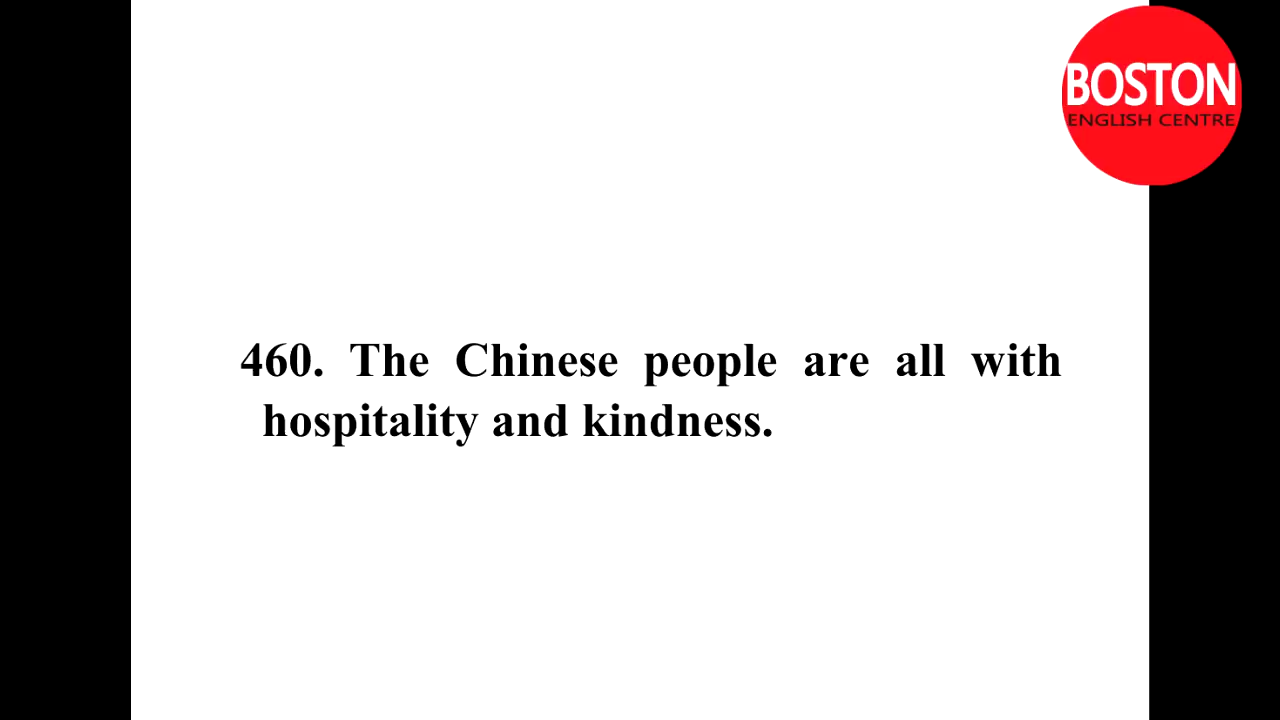 BOSTON
ENGLISH CENTRE
460. The Chinese people are all with
hospitality and kindness.